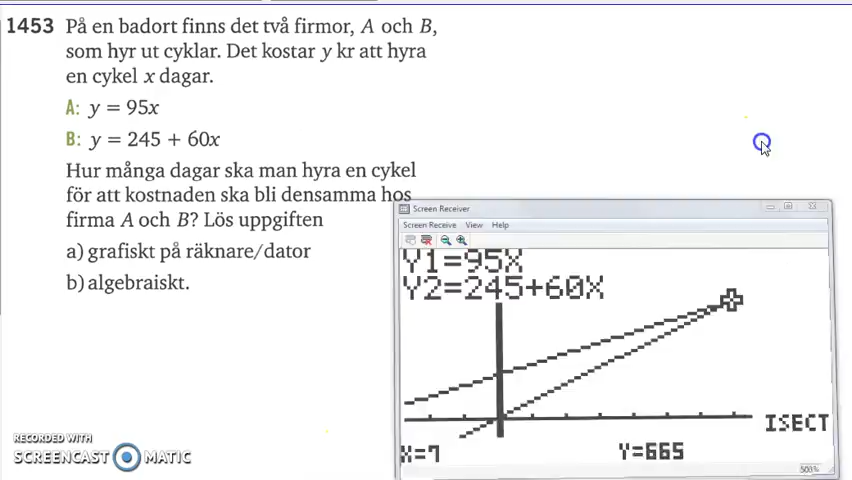 1453 På en badort finns det två firmor, A och B,
som hyr ut cyklar. Det kostar y kr att hyra
en cykel x dagar.
A: y = 95x
B: y = 245 + 60x
Hur många dagar ska man hyra en cykel
för att kostnaden ska bli densamma hos
firma A och B? Lös uppgiften
a) grafiskt på räknare/dator
b) algebraiskt.
Screen Receiver
Screen Receive View Help
Y1=95X
Y2=245+60X
ISECT
X=7 Y=665
500%
RECORDED WITH
SCREENCAST MATIC